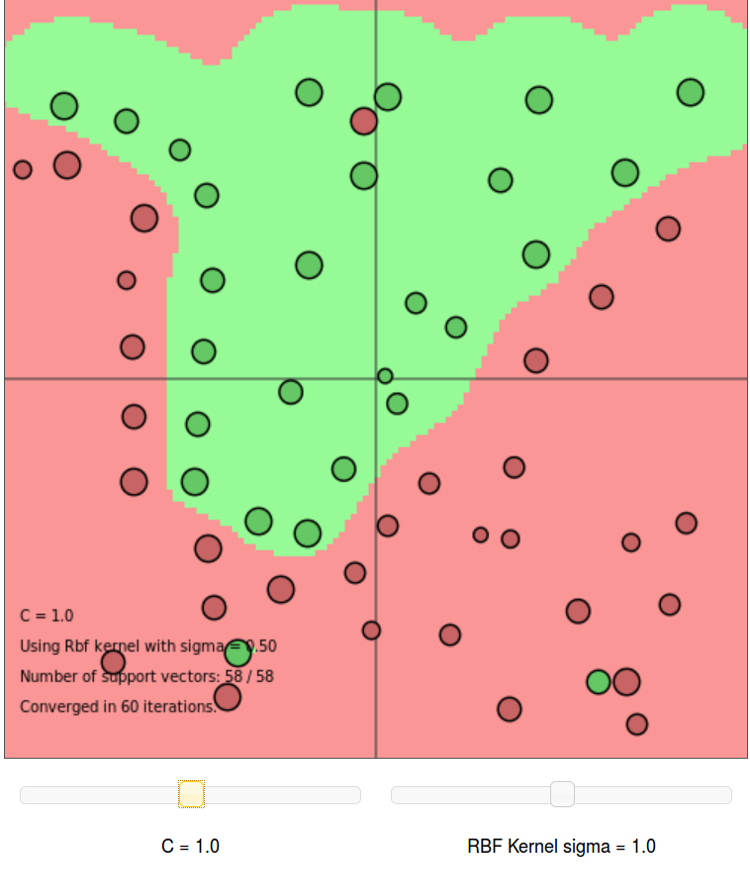 C = 1.0
Using Rbf kernel with sigma = 0.50
Number of support vectors: 58 / 58
Converged in 60 iterations.
C = 1.0
RBF Kernel sigma = 1.0